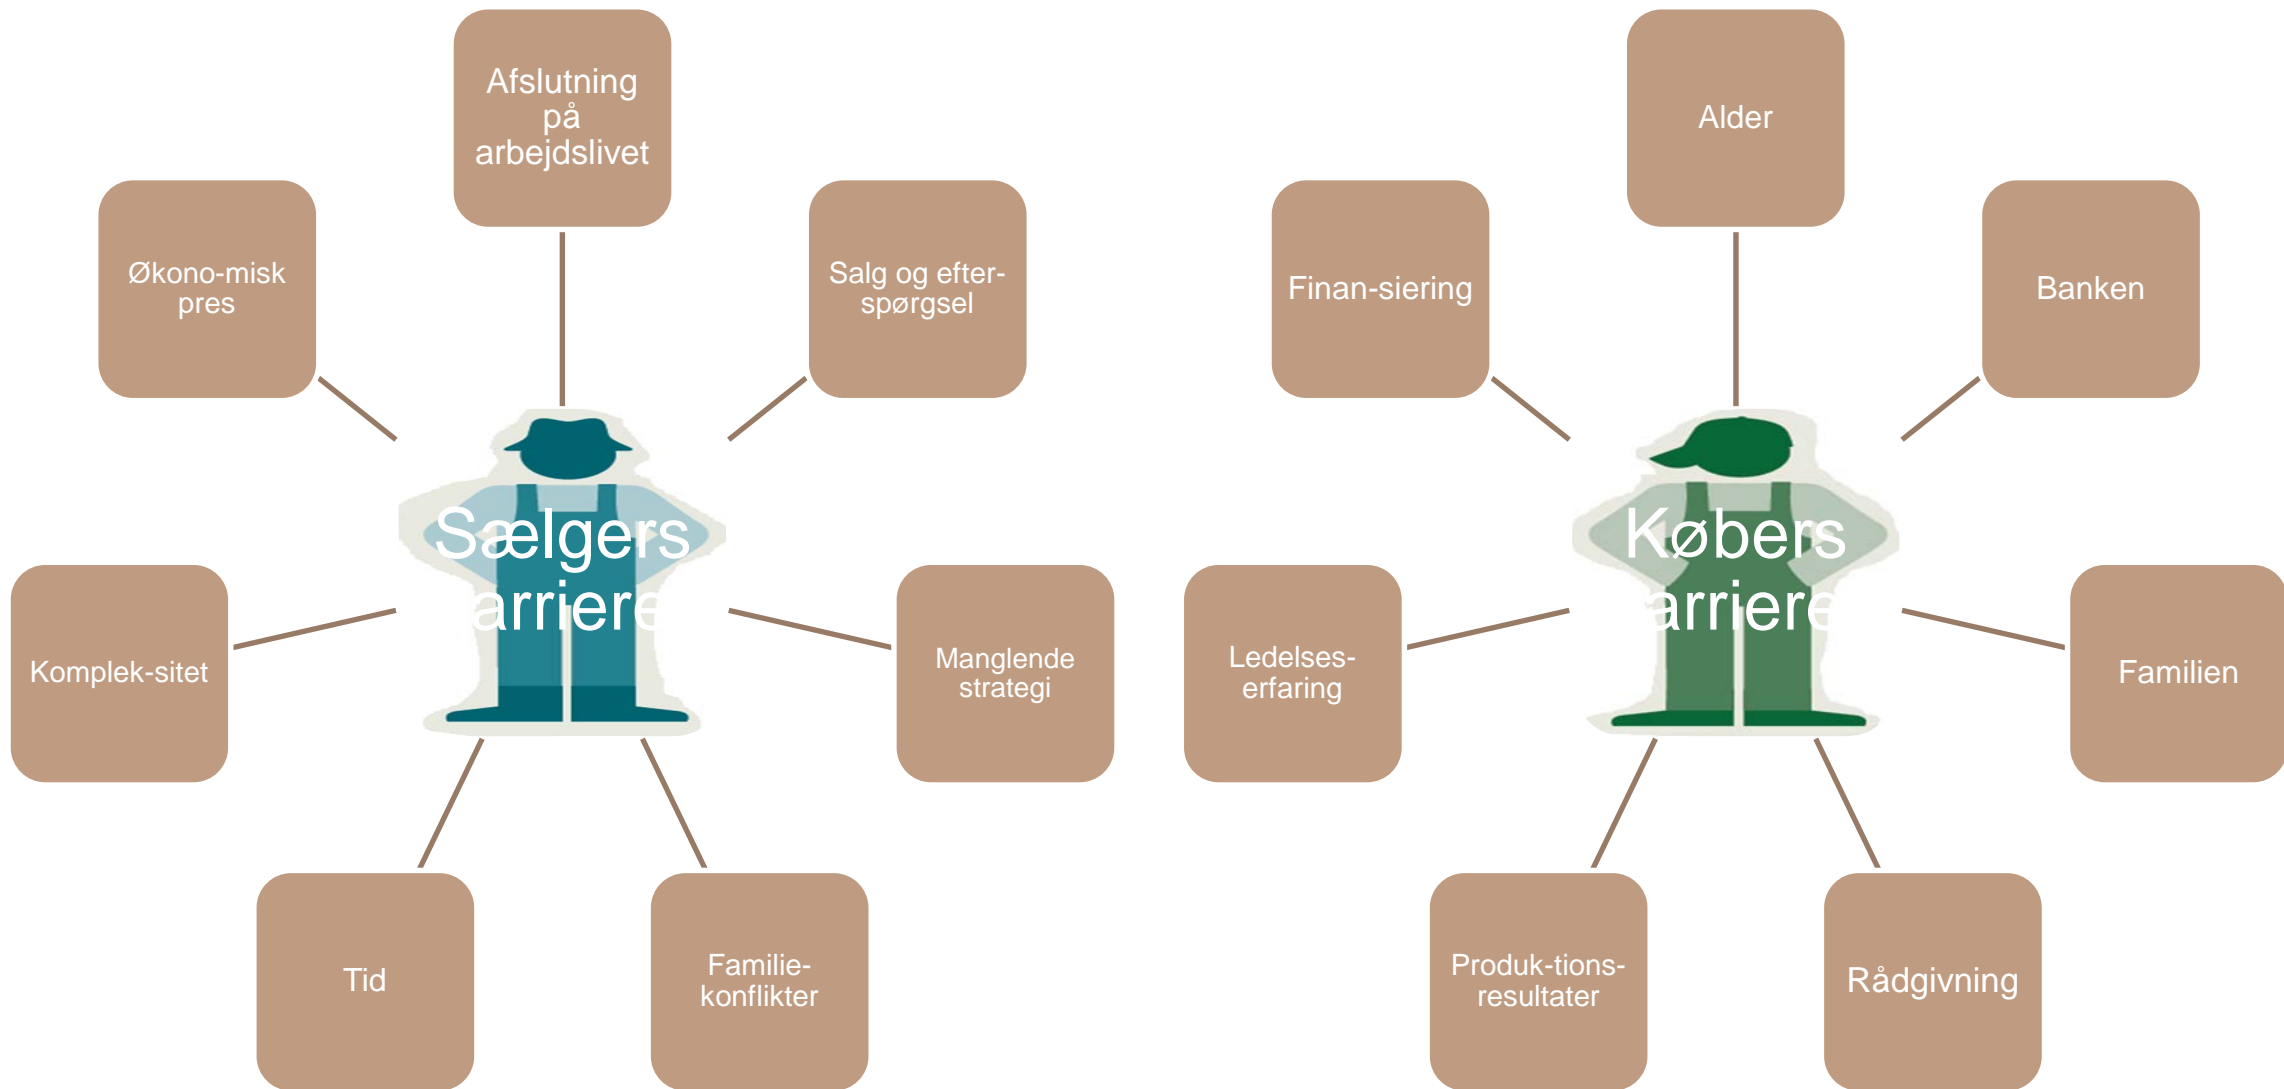 Afslutning
på
arbejdslivet
Salg og efter-
spørgsel
Manglende
strategi
Familie-
konflikter
Tid
Komplek-sitet
Økono-misk
pres
Sælgers
arriere
Alder
Banken
Familien
Rådgivning
Produk-tions-
resultater
Ledelses-
erfaring
Finan-siering
Købers
arriere